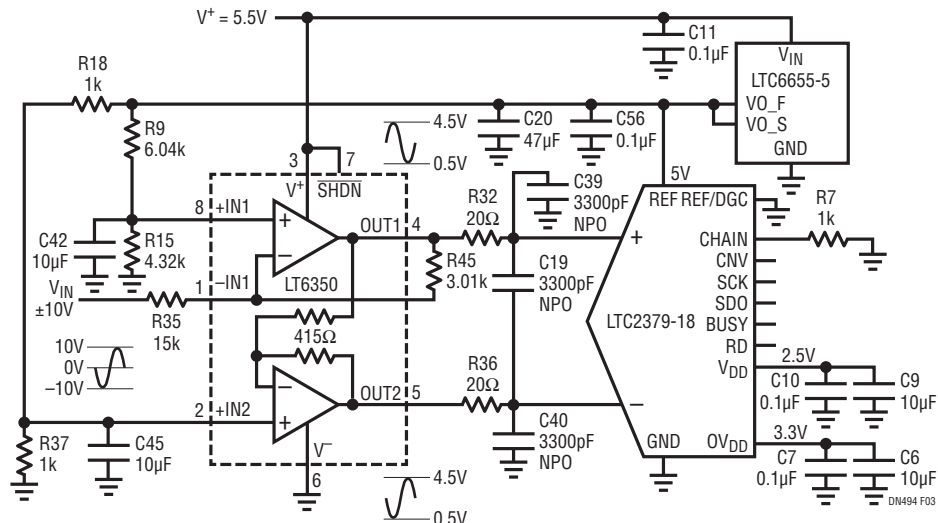 V+ = 5.5V
C11
0.1µF
VIN
LTC6655-5
VO_F
VO_S
GND
R18
1k
R9
6.04k
4.5V
0.5V
C20
47µF
C56
0.1µF
5V
3
7
V+
SHDN
C39
3300pF
NPO
REF
REF/DGC
R7
1k
8
+IN1
OUT1
4
R32
20Ω
+
CHAIN
C42
10µF
R15
4.32k
+
−
LT6350
R45
3.01k
C19
3300pF
NPO
CNV
SCK
SDO
BUSY
RD
LTC2379-18
VIN
±10V
R35
15k
1
−IN1
415Ω
10V
0V
−10V
−
+
OUT2
5
R36
20Ω
−
VDD
2.5V
C10
0.1µF
C9
10µF
2
+IN2
R37
1k
C45
10µF
V−
6
C40
3300pF
NPO
GND
OVDD
3.3V
C7
0.1µF
C6
10µF
4.5V
0.5V
DN494 F03